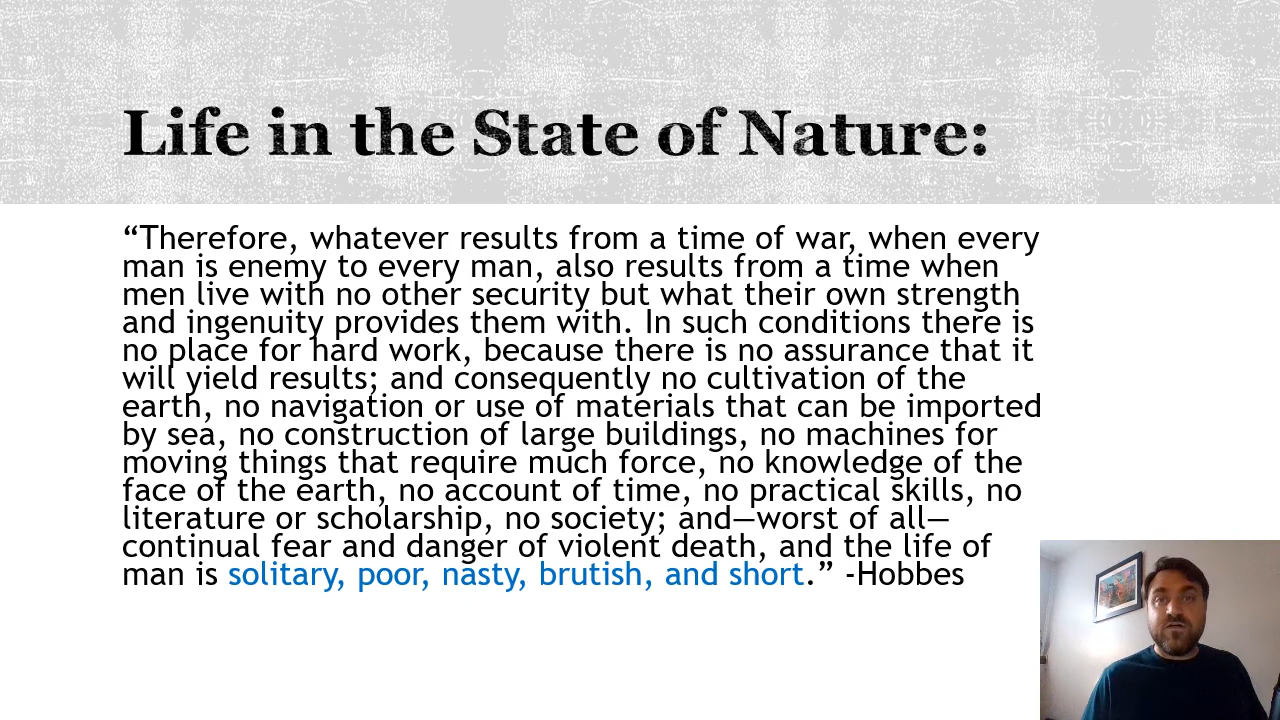 Life in the State of Nature:
“Therefore, whatever results from a time of war, when every
man is enemy to every man, also results from a time when
men live with no other security but what their own strength
and ingenuity provides them with. In such conditions there is
no place for hard work, because there is no assurance that it
will yield results; and consequently no cultivation of the
earth, no navigation or use of materials that can be imported
by sea, no construction of large buildings, no machines for
moving things that require much force, no knowledge of the
face of the earth, no account of time, no practical skills, no
literature or scholarship, no society; and—worst of all—
continual fear and danger of violent death, and the life of
man is solitary, poor, nasty, brutish, and short.” -Hobbes